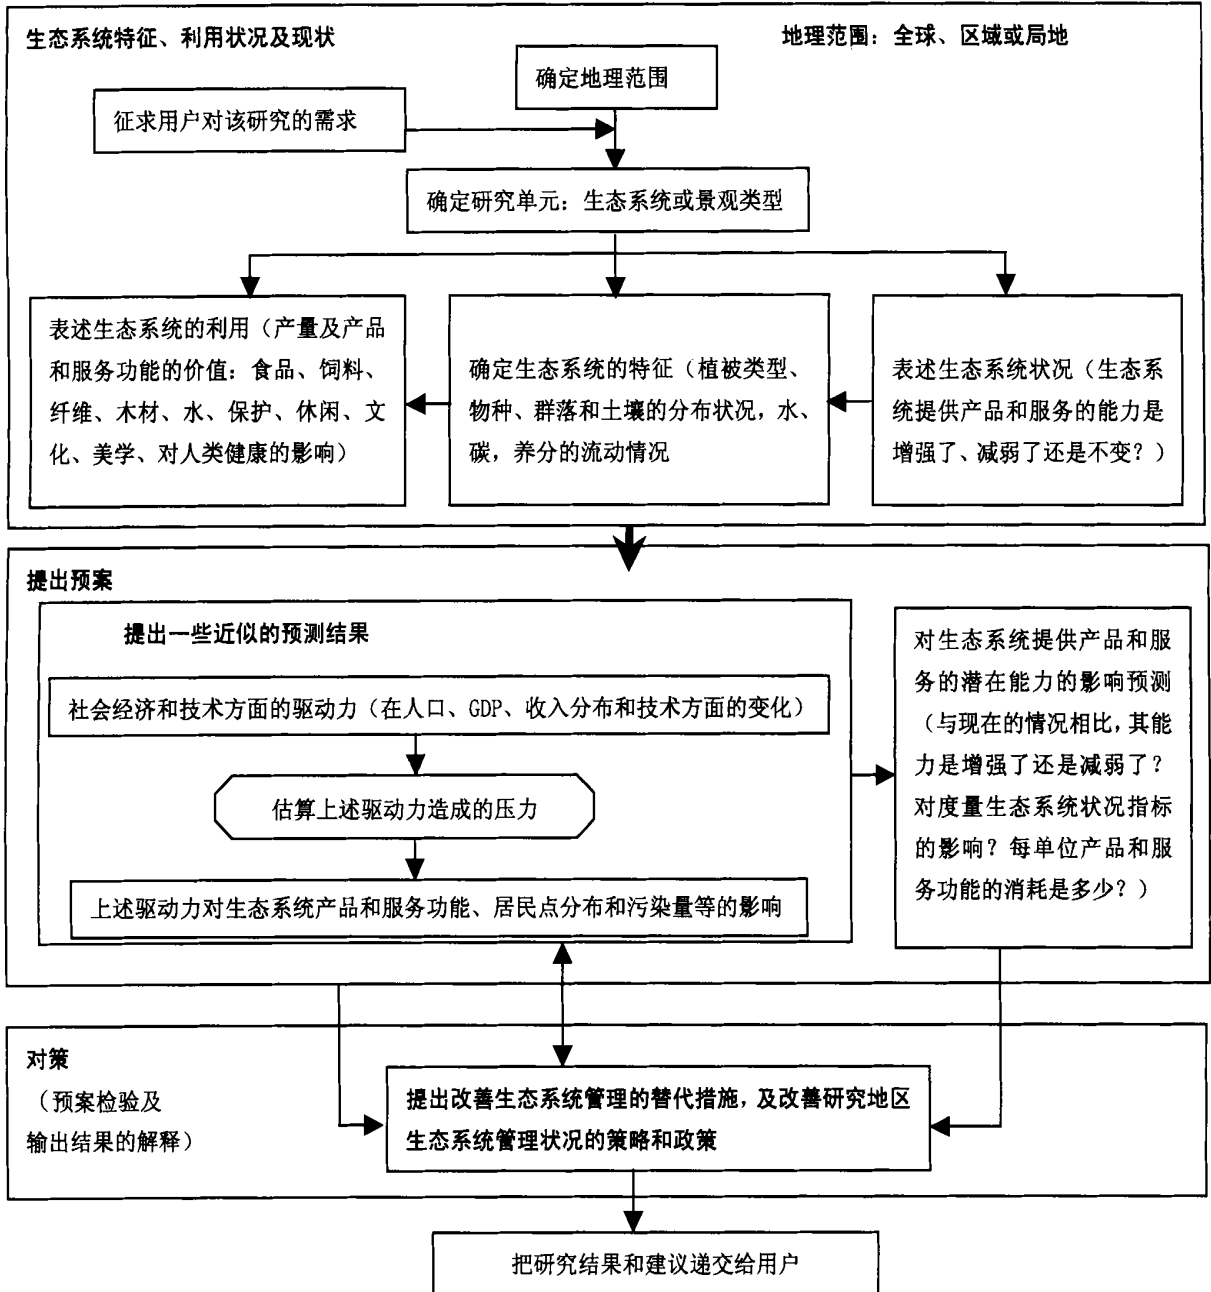 生态系统特征、利用状况及现状
地理范围：全球、区域或局地
确定地理范围
征求用户对该研究的需求
确定研究单元：生态系统或景观类型
表述生态系统的利用（产量及产品
和服务功能的价值：食品、饲料、
纤维、木材、水、保护、休闲、文
化、美学、对人类健康的影响）
确定生态系统的特征（植被类型、
物种、群落和土壤的分布状况，水、
碳，养分的流动情况
表述生态系统状况（生态系
统提供产品和服务的能力是
增强了、减弱了还是不变？）
提出预案
提出一些近似的预测结果
社会经济和技术方面的驱动力（在人口、GDP、收入分布和技术方面的变化）
估算上述驱动力造成的压力
上述驱动力对生态系统产品和服务功能、居民点分布和污染量等的影响
对生态系统提供产品和服
务的潜在能力的影响预测
（与现在的情况相比，其能
力是增强了还是减弱了？
对度量生态系统状况指标
的影响？每单位产品和服
务功能的消耗是多少？）
对策
（预案检验及
输出结果的解释）
提出改善生态系统管理的替代措施，及改善研究地区
生态系统管理状况的策略和政策
把研究结果和建议递交给用户